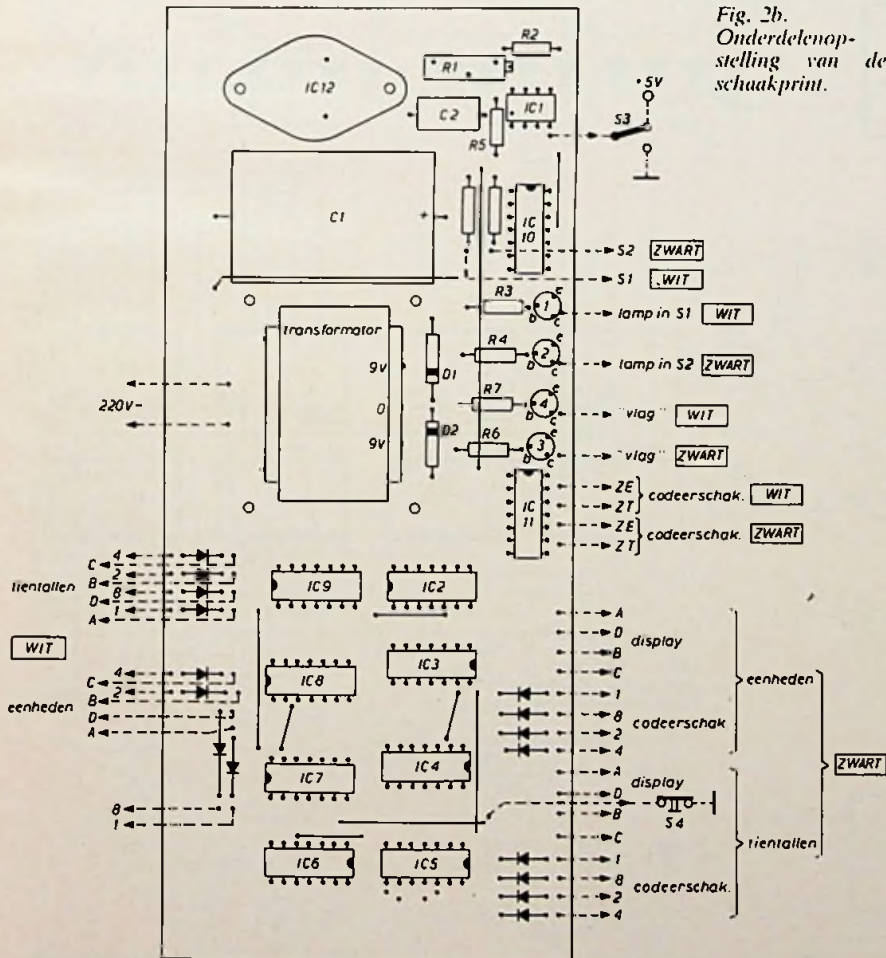 Fig. 2b.
Onderdelenop-
stelling van de
schaakprint.
R2
R1
IC12
C2
IC1
R5
+5V
S3
C1
+
IC
10
S2 ZWART
S1 WIT
R3
1
e
b
c
lamp in S1 WIT
transformator
R4
2
e
b
c
lamp in S2 ZWART
9V
D1
R7
4
e
b
c
"vlag" WIT
220V~
0
D2
R6
3
e
b
c
"vlag" ZWART
9V
IC
11
ZE
ZT
codeerschak. WIT
ZE
ZT
codeerschak. ZWART
tientallen
4
C
2
B
8
D
1
A
WIT
eenheden
4
C
2
B
D
A
8
1
IC9
IC2
IC8
IC3
IC7
IC4
IC6
IC5
A
D
B
C
display
1
8
2
4
codeerschak.
eenheden
A
D
B
C
display
S4
1
8
2
4
codeerschak.
tientallen
ZWART